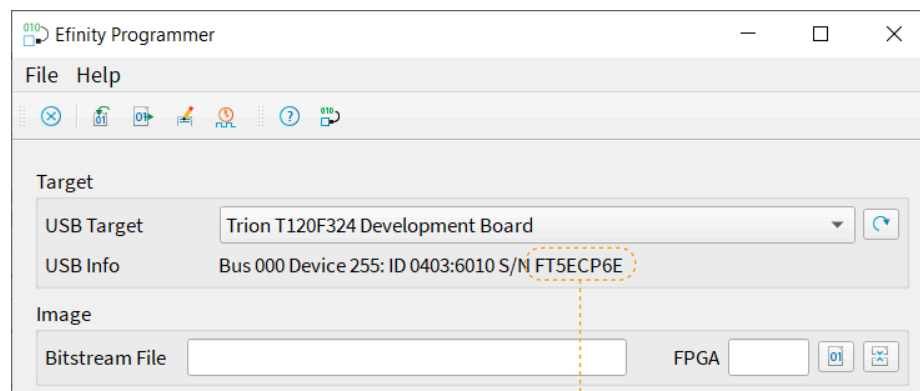 Efinity Programmer
File Help
Target
USB Target Trion T120F324 Development Board
USB Info Bus 000 Device 255: ID 0403:6010 S/N FT5ECP6E
Image
Bitstream File FPGA